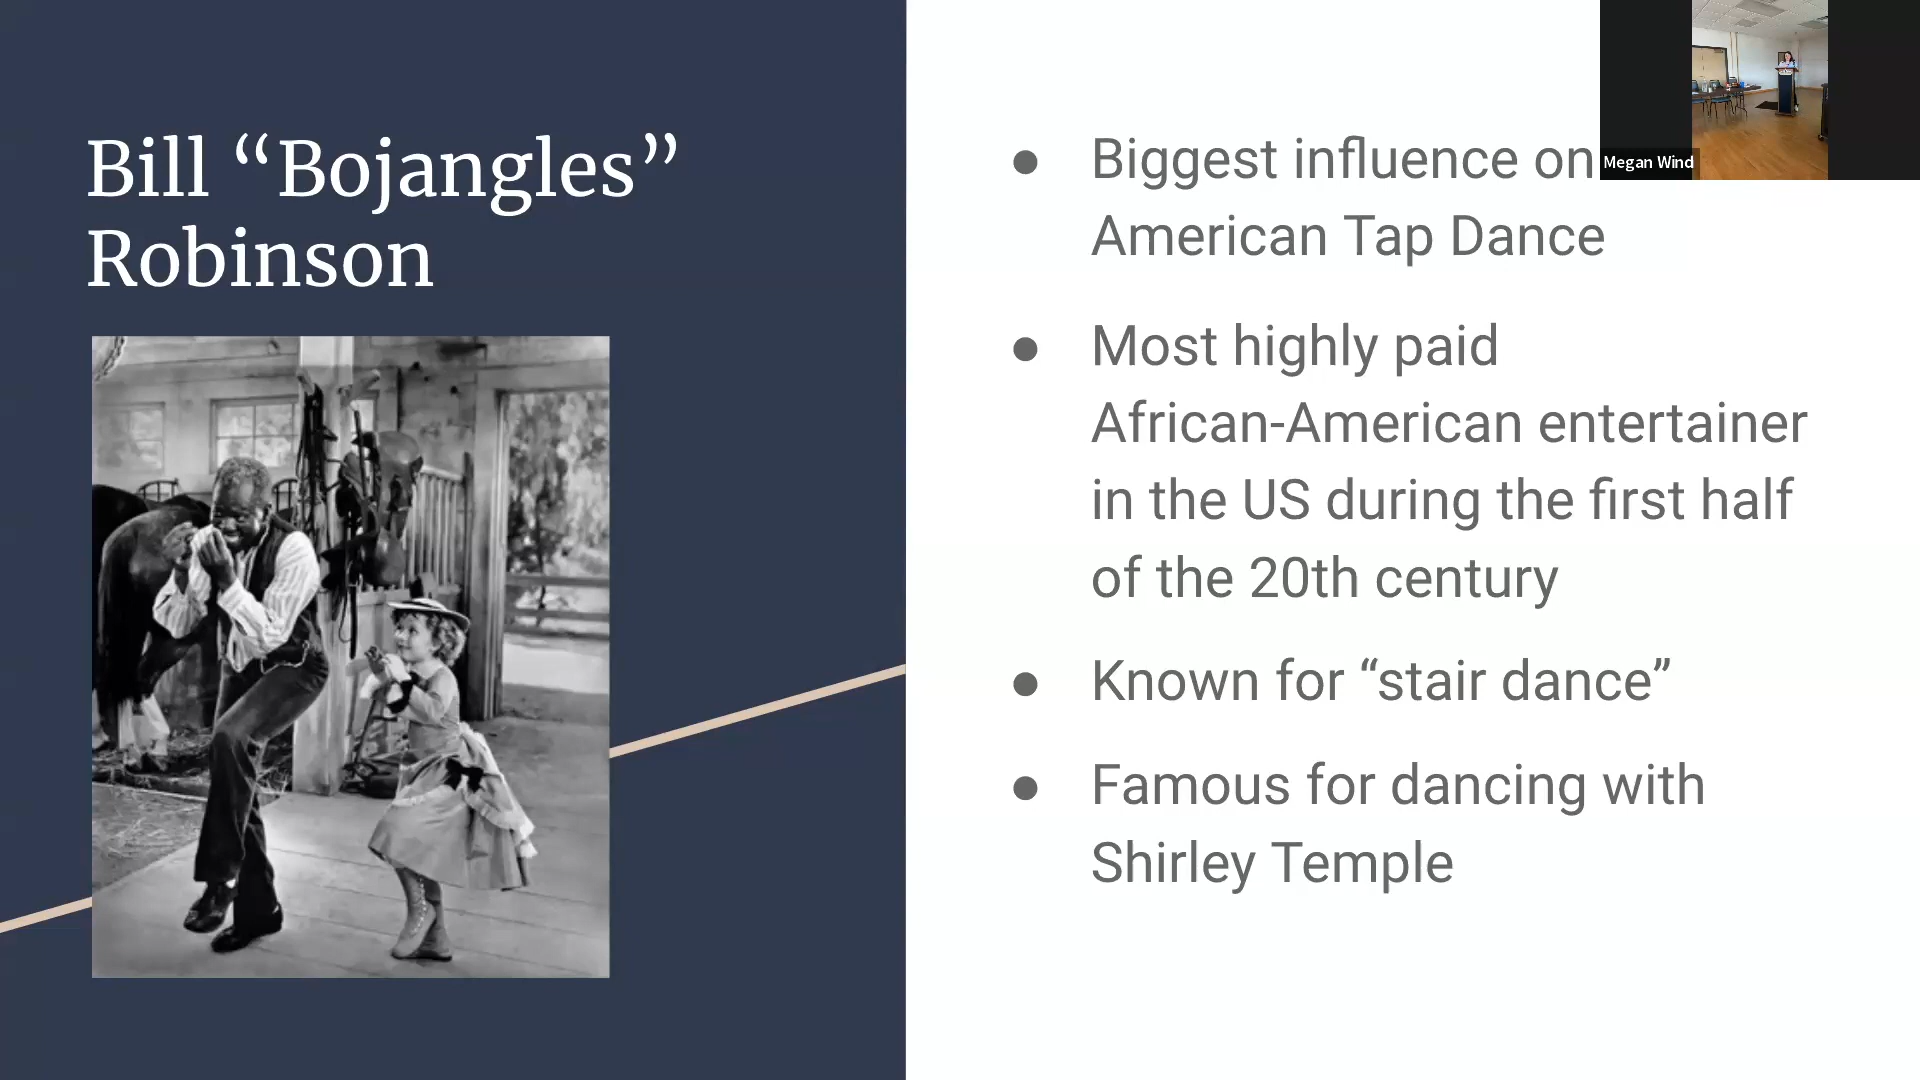 Bill “Bojangles”
Robinson
● Biggest influence on
American Tap Dance
● Most highly paid
African-American entertainer
in the US during the first half
of the 20th century
● Known for “stair dance”
● Famous for dancing with
Shirley Temple
Megan Wind